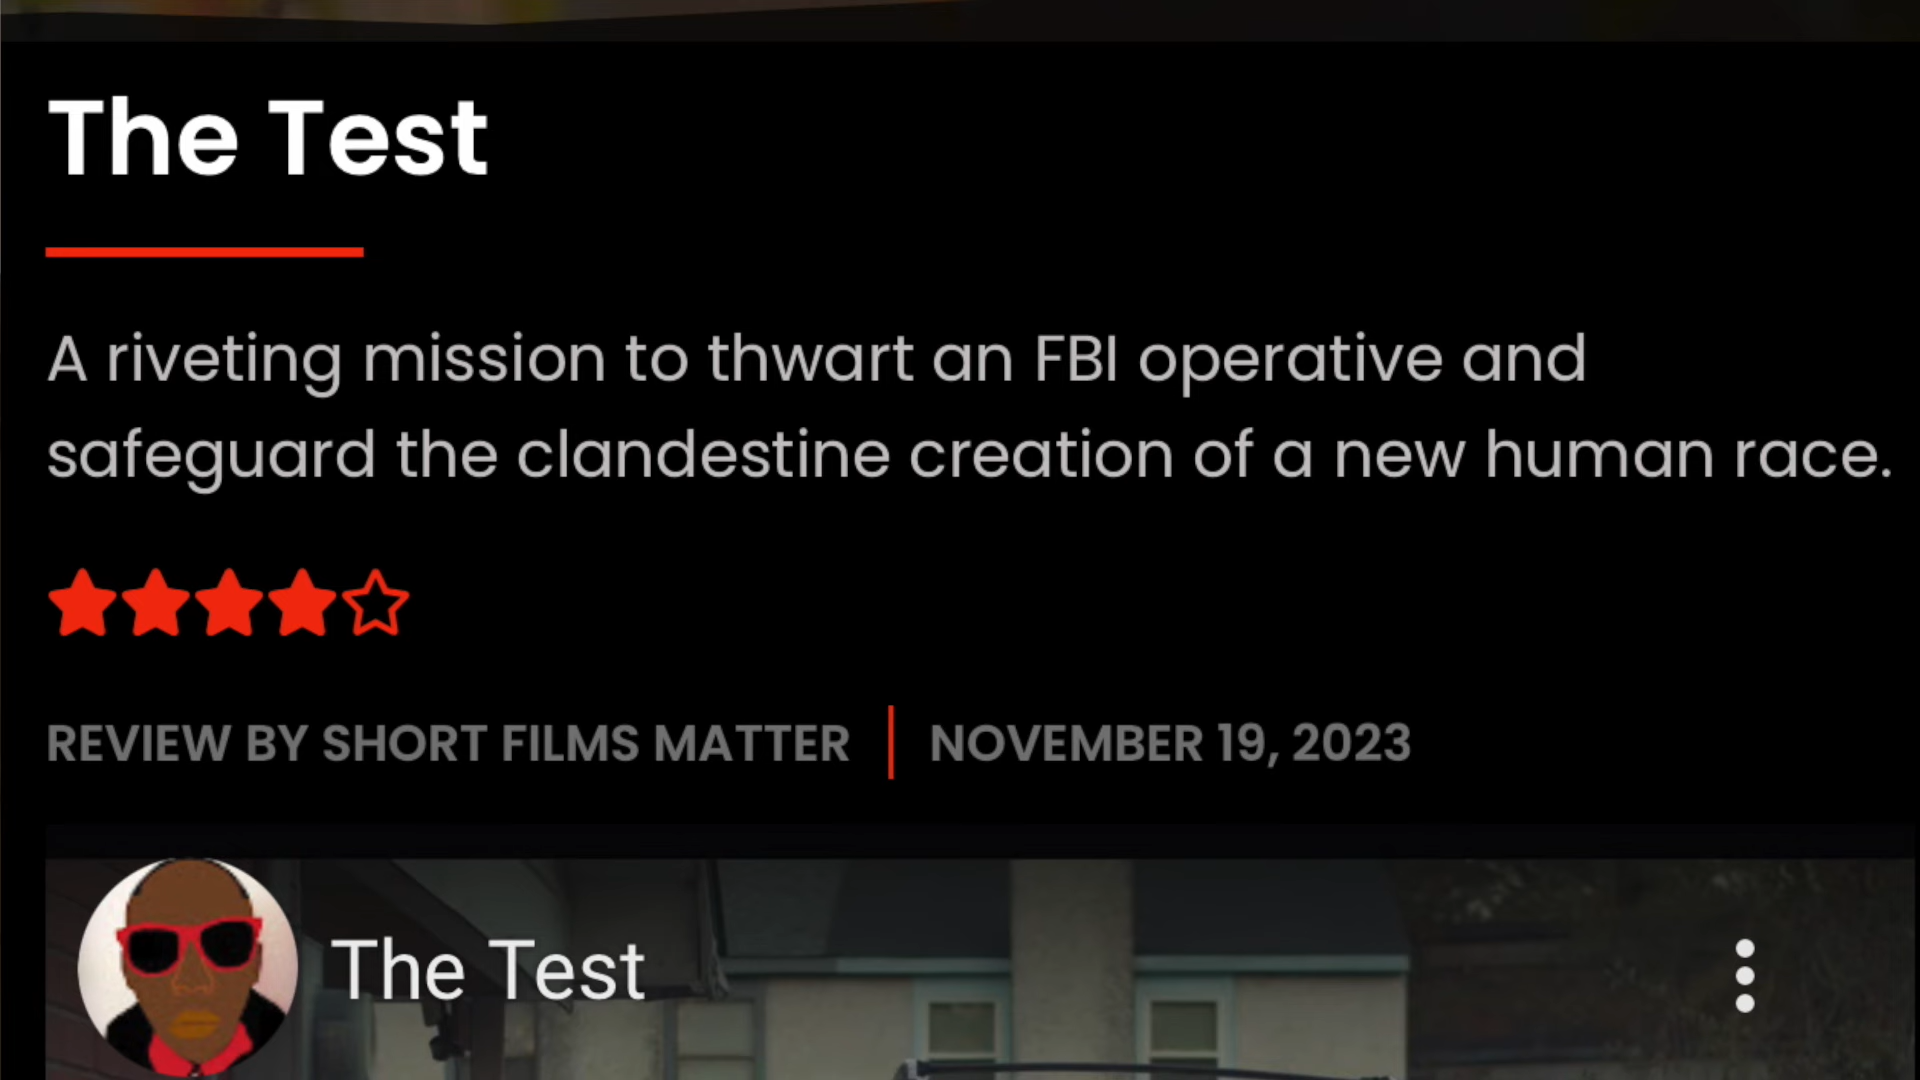 The Test
A riveting mission to thwart an FBI operative and
safeguard the clandestine creation of a new human race.
REVIEW BY SHORT FILMS MATTER | NOVEMBER 19, 2023
The Test